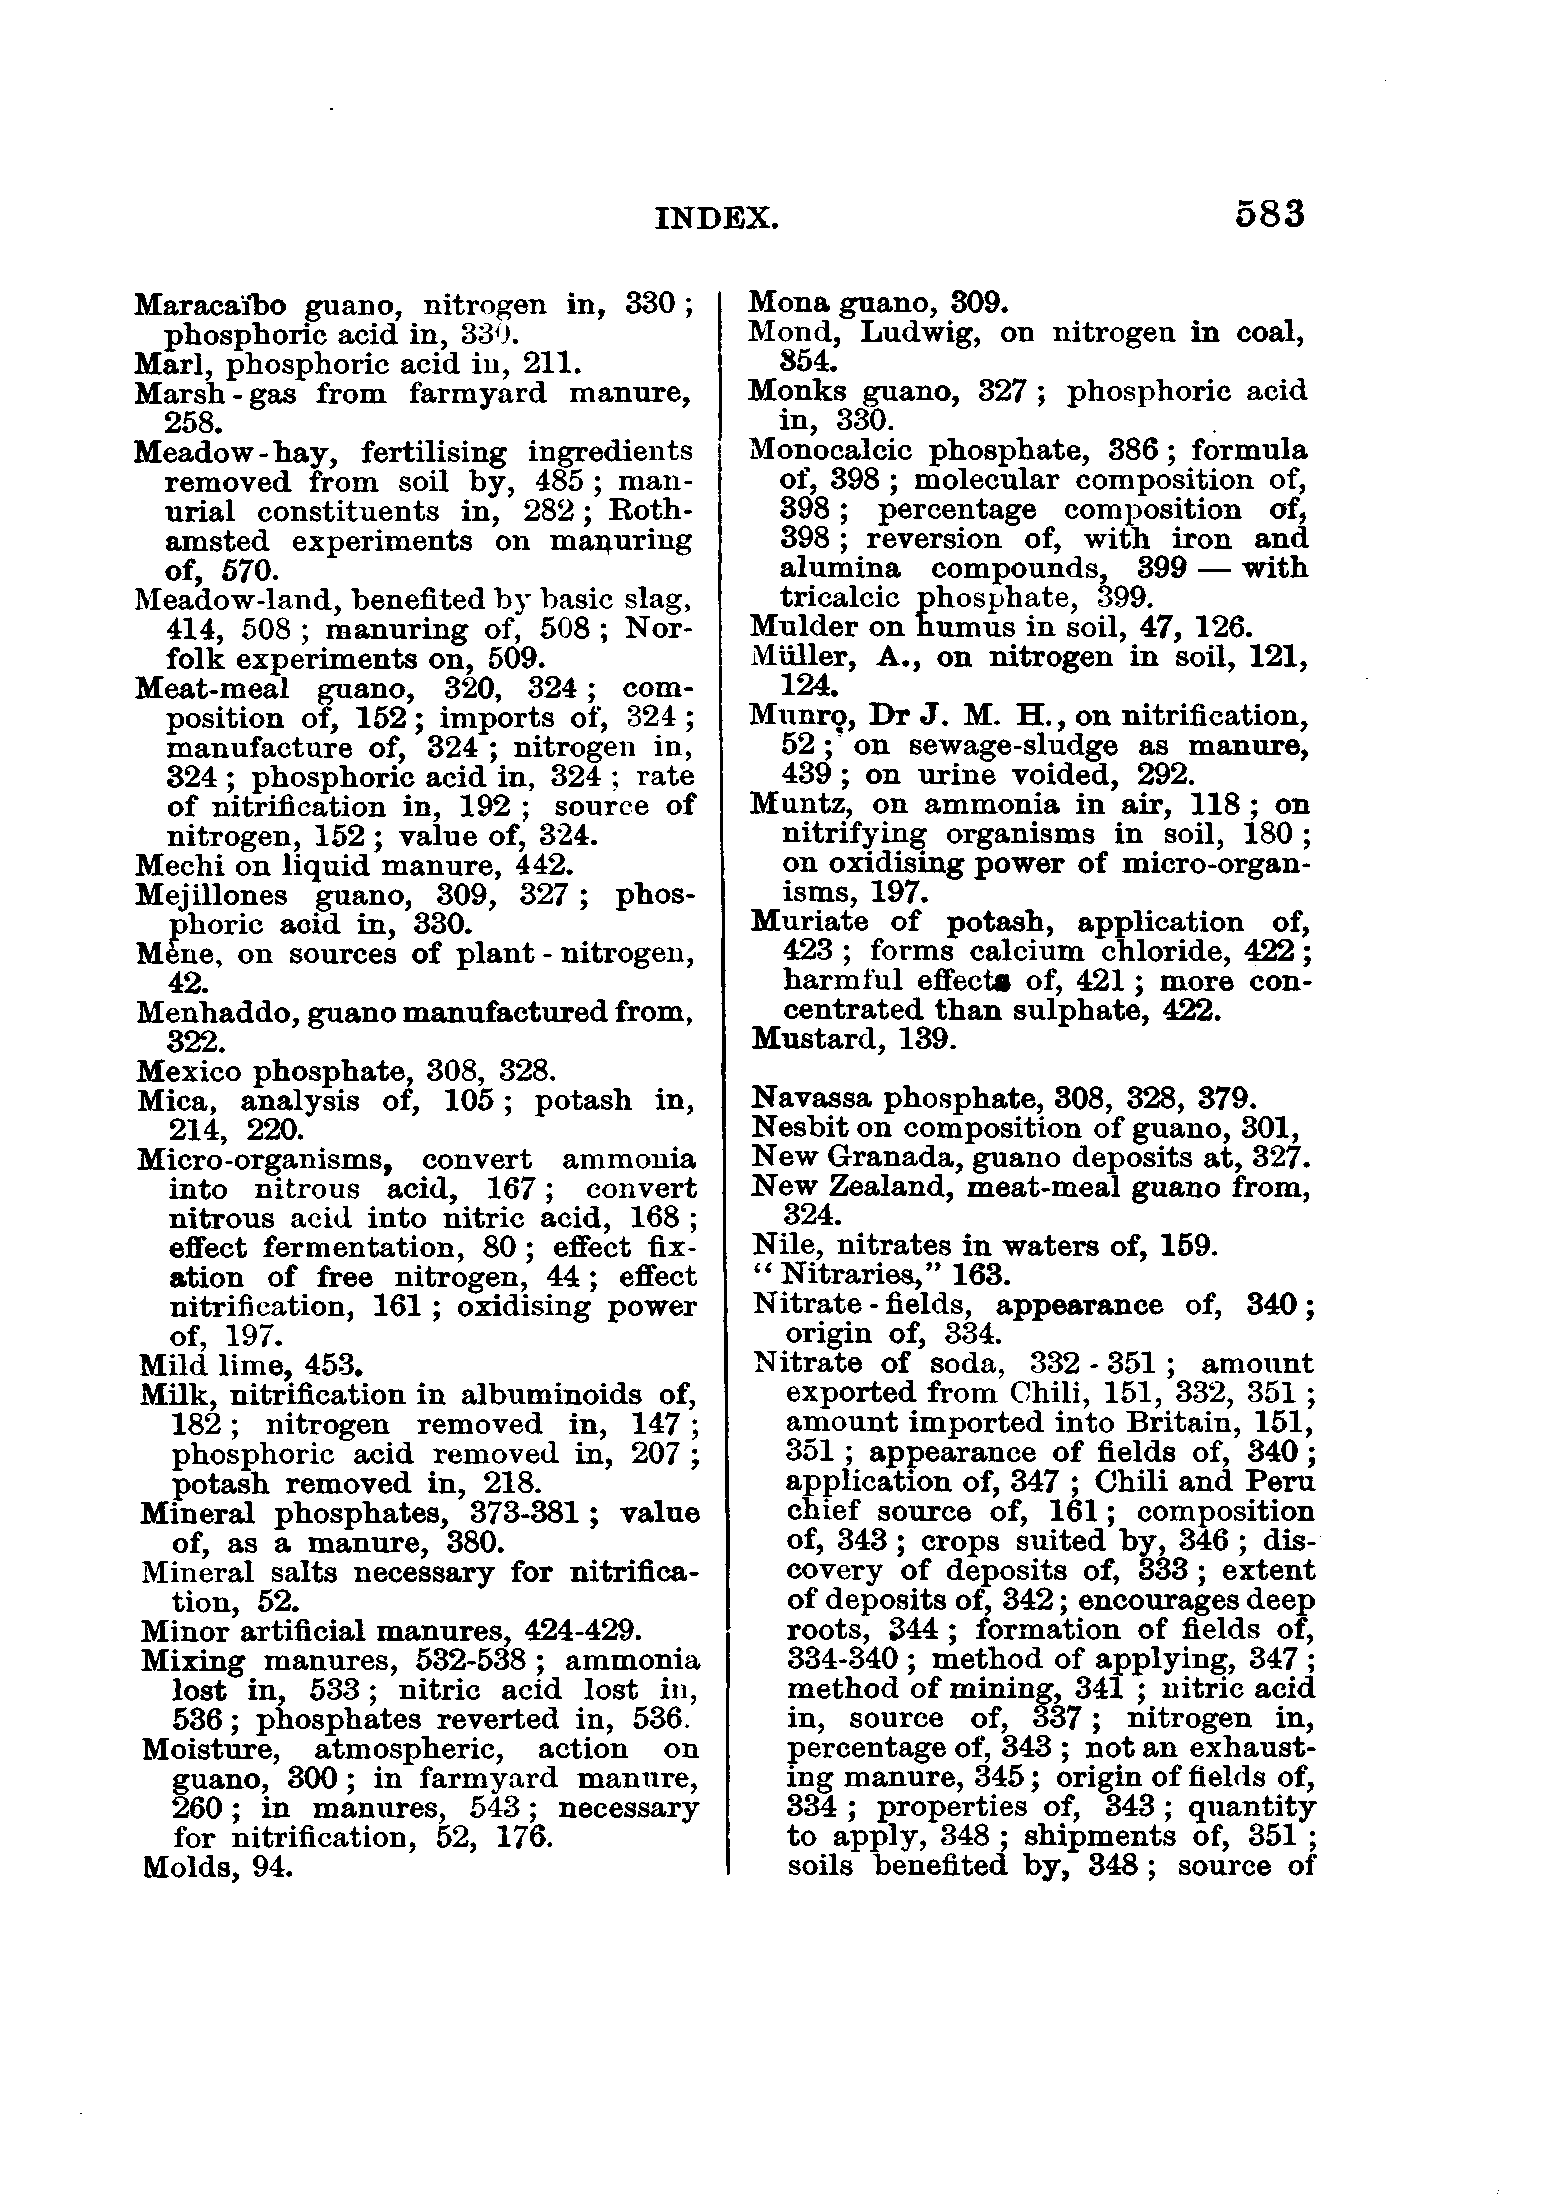 INDEX. 583
Maracaïbo guano, nitrogen in, 330 ;
phosphoric acid in, 330.
Marl, phosphoric acid in, 211.
Marsh - gas from farmyard manure,
258.
Meadow - hay, fertilising ingredients
removed from soil by, 485 ; man-
urial constituents in, 282 ; Roth-
amsted experiments on manuring
of, 570.
Meadow-land, benefited by basic slag,
414, 508 ; manuring of, 508 ; Nor-
folk experiments on, 509.
Meat-meal guano, 320, 324 ; com-
position of, 152 ; imports of, 324 ;
manufacture of, 324 ; nitrogen in,
324 ; phosphoric acid in, 324 ; rate
of nitrification in, 192 ; source of
nitrogen, 152 ; value of, 324.
Mechi on liquid manure, 442.
Mejillones guano, 309, 327 ; phos-
phoric acid in, 330.
Mène, on sources of plant - nitrogen,
42.
Menhaddo, guano manufactured from,
322.
Mexico phosphate, 308, 328.
Mica, analysis of, 105 ; potash in,
214, 220.
Micro-organisms, convert ammonia
into nitrous acid, 167 ; convert
nitrous acid into nitric acid, 168 ;
effect fermentation, 80 ; effect fix-
ation of free nitrogen, 44 ; effect
nitrification, 161 ; oxidising power
of, 197.
Mild lime, 453.
Milk, nitrification in albuminoids of,
182 ; nitrogen removed in, 147 ;
phosphoric acid removed in, 207 ;
potash removed in, 218.
Mineral phosphates, 373-381 ; value
of, as a manure, 380.
Mineral salts necessary for nitrifica-
tion, 52.
Minor artificial manures, 424-429.
Mixing manures, 532-538 ; ammonia
lost in, 533 ; nitric acid lost in,
536 ; phosphates reverted in, 536.
Moisture, atmospheric, action on
guano, 300 ; in farmyard manure,
260 ; in manures, 543 ; necessary
for nitrification, 52, 176.
Molds, 94.
Mona guano, 309.
Mond, Ludwig, on nitrogen in coal,
354.
Monks guano, 327 ; phosphoric acid
in, 330.
Monocalcic phosphate, 386 ; formula
of, 398 ; molecular composition of,
398 ; percentage composition of,
398 ; reversion of, with iron and
alumina compounds, 399 — with
tricalcic phosphate, 399.
Mulder on humus in soil, 47, 126.
Müller, A., on nitrogen in soil, 121,
124.
Munro, Dr J. M. H., on nitrification,
52 ; on sewage-sludge as manure,
439 ; on urine voided, 292.
Muntz, on ammonia in air, 118 ; on
nitrifying organisms in soil, 180 ;
on oxidising power of micro-organ-
isms, 197.
Muriate of potash, application of,
423 ; forms calcium chloride, 422 ;
harmful effects of, 421 ; more con-
centrated than sulphate, 422.
Mustard, 139.
Navassa phosphate, 308, 328, 379.
Nesbit on composition of guano, 301,
New Granada, guano deposits at, 327.
New Zealand, meat-meal guano from,
324.
Nile, nitrates in waters of, 159.
“ Nitraries,” 163.
Nitrate - fields, appearance of, 340 ;
origin of, 334.
Nitrate of soda, 332 - 351 ; amount
exported from Chili, 151, 332, 351 ;
amount imported into Britain, 151,
351 ; appearance of fields of, 340 ;
application of, 347 ; Chili and Peru
chief source of, 161 ; composition
of, 343 ; crops suited by, 346 ; dis-
covery of deposits of, 333 ; extent
of deposits of, 342 ; encourages deep
roots, 344 ; formation of fields of,
334-340 ; method of applying, 347 ;
method of mining, 341 ; nitric acid
in, source of, 337 ; nitrogen in,
percentage of, 343 ; not an exhaust-
ing manure, 345 ; origin of fields of,
334 ; properties of, 343 ; quantity
to apply, 348 ; shipments of, 351 ;
soils benefited by, 348 ; source of